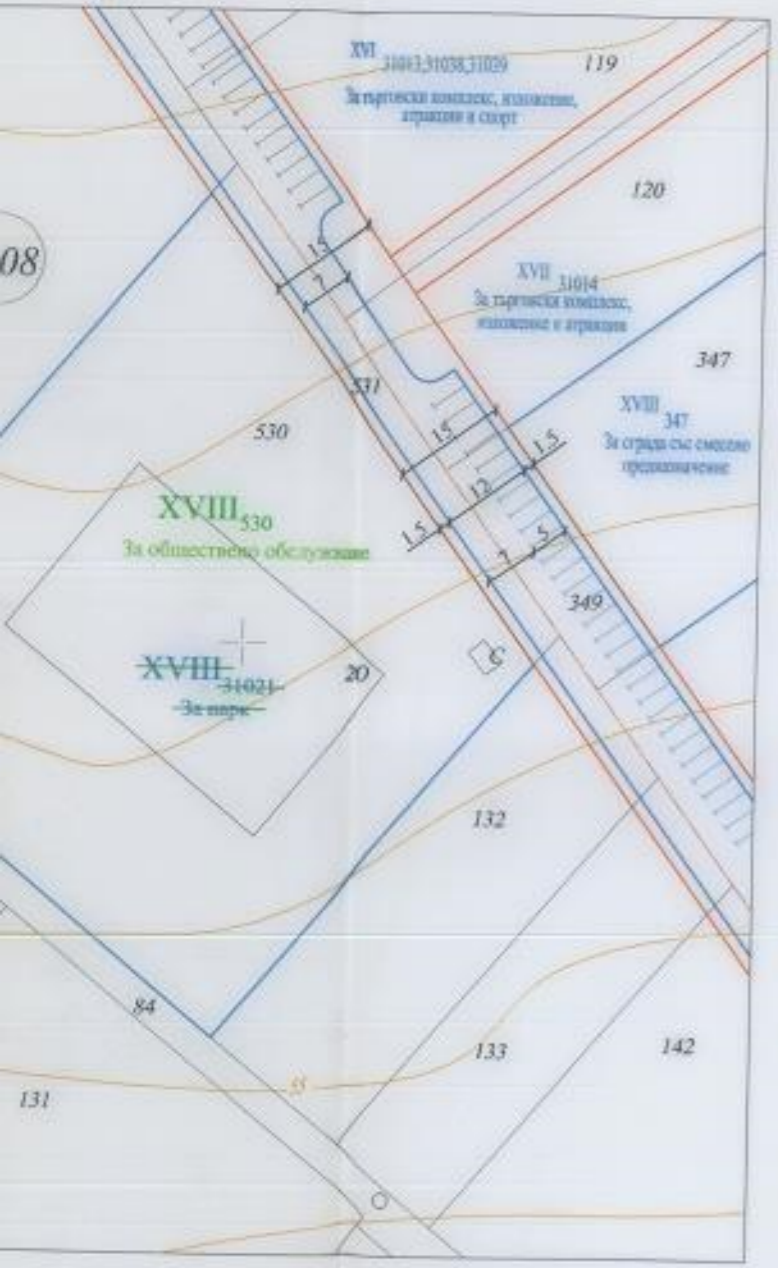 XVI 31013,31038,31039
За търговски комплекс, изложение,
атракции и спорт
119
120
08
15
7
XVII 31014
За търговски комплекс,
изложение и атракции
347
531
530
XVIII 347
За сграда със смесено
предназначение
15
1.5
12
1.5
7
5
XVIII 530
За обществено обслужване
349
XVIII 31021
За парк
20
132
84
133
142
131